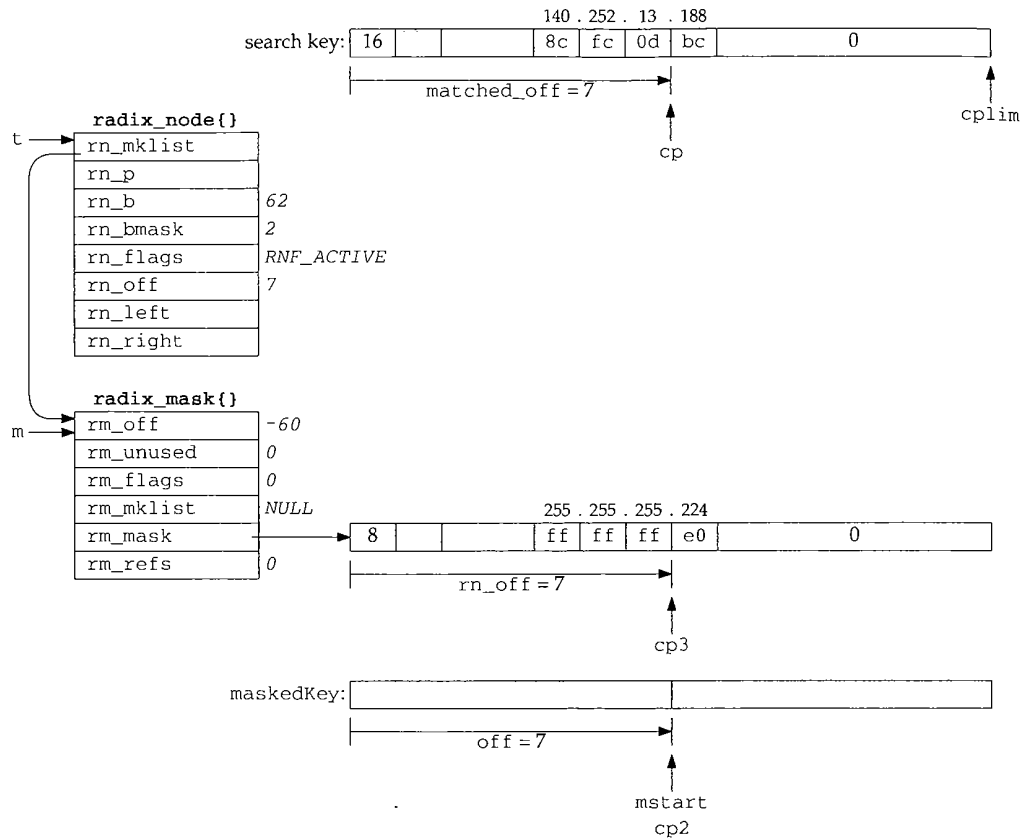 140 . 252 . 13 . 188
search key: 16 8c fc 0d bc 0
matched_off = 7
cp
cplim
radix_node{}
t
rn_mklist
rn_p
rn_b 62
rn_bmask 2
rn_flags RNF_ACTIVE
rn_off 7
rn_left
rn_right
radix_mask{}
m
rm_off -60
rm_unused 0
rm_flags 0
rm_mklist NULL
rm_mask
rm_refs 0
255 . 255 . 255 . 224
8 ff ff ff e0 0
rn_off = 7
cp3
maskedKey:
off = 7
mstart
cp2